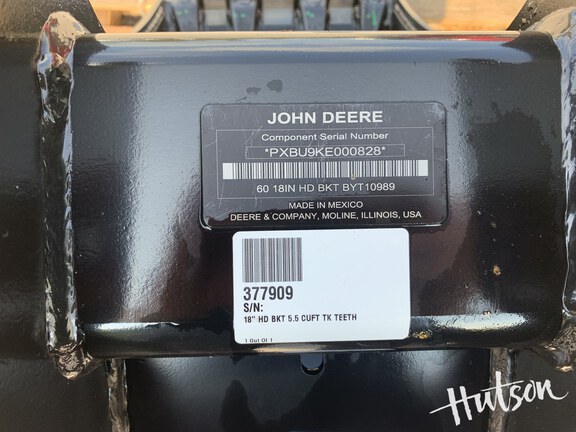 JOHN DEERE
Component Serial Number
*PXBU9KE000828*
60 18IN HD BKT BYT10989
MADE IN MEXICO
DEERE & COMPANY, MOLINE, ILLINOIS, USA
377909
S/N:
18" HD BKT 5.5 CUFT TK TEETH
1 Out Of 1
Hutson